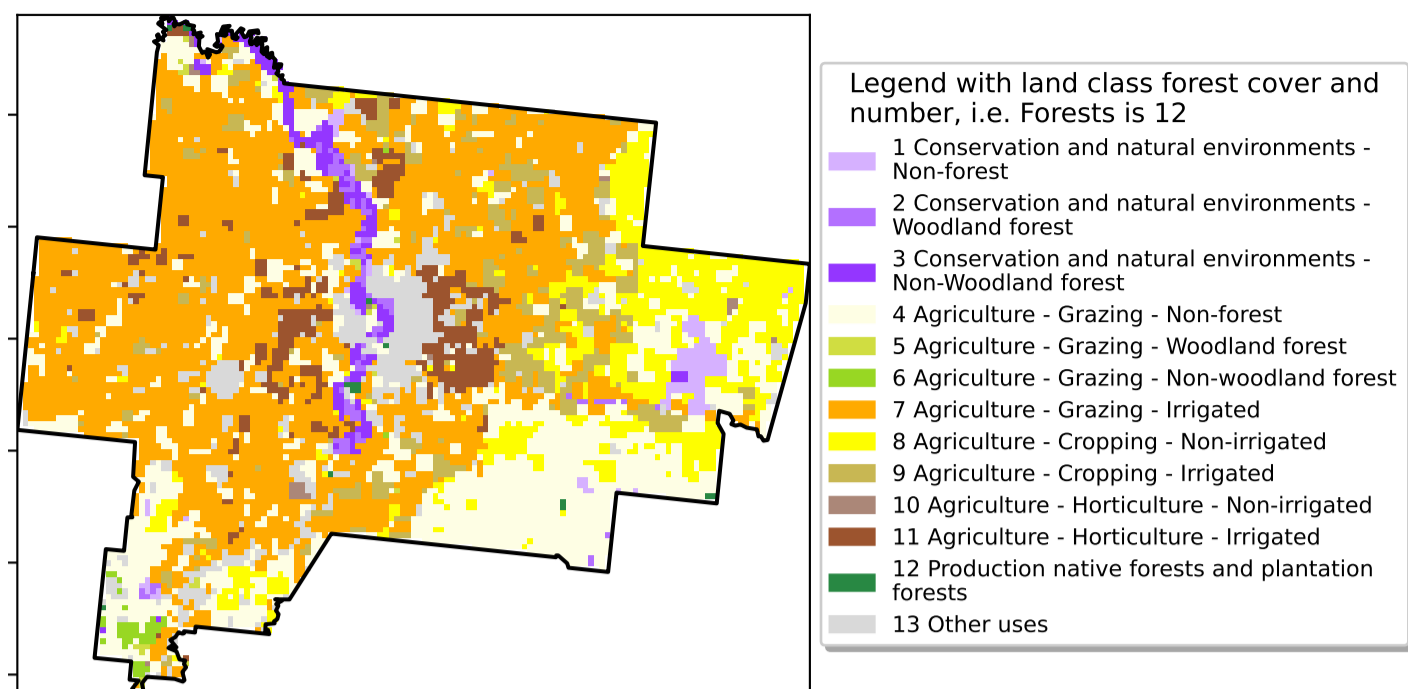 Legend with land class forest cover and
number, i.e. Forests is 12
1 Conservation and natural environments -
Non-forest
2 Conservation and natural environments -
Woodland forest
3 Conservation and natural environments -
Non-Woodland forest
4 Agriculture - Grazing - Non-forest
5 Agriculture - Grazing - Woodland forest
6 Agriculture - Grazing - Non-woodland forest
7 Agriculture - Grazing - Irrigated
8 Agriculture - Cropping - Non-irrigated
9 Agriculture - Cropping - Irrigated
10 Agriculture - Horticulture - Non-irrigated
11 Agriculture - Horticulture - Irrigated
12 Production native forests and plantation
forests
13 Other uses